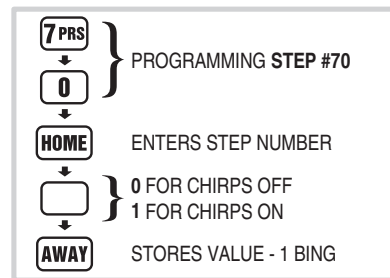 7 PRS
PROGRAMMING STEP #70
0
HOME ENTERS STEP NUMBER
0 FOR CHIRPS OFF
1 FOR CHIRPS ON
AWAY STORES VALUE - 1 BING